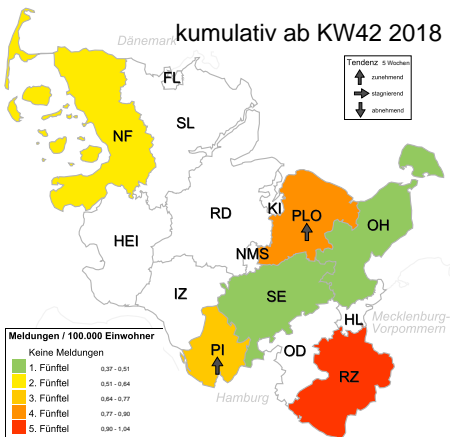 kumulativ ab KW42 2018
Dänemark
Tendenz 5 Wochen
zunehmend
stagnierend
abnehmend
FL
SL
NF
RD
KI
PLO
OH
HEI
NMS
IZ
SE
HL
Mecklenburg-
Vorpommern
PI
OD
RZ
Hamburg
Meldungen / 100.000 Einwohner
Keine Meldungen
1. Fünftel 0,37 - 0,51
2. Fünftel 0,51 - 0,64
3. Fünftel 0,64 - 0,77
4. Fünftel 0,77 - 0,90
5. Fünftel 0,90 - 1,04